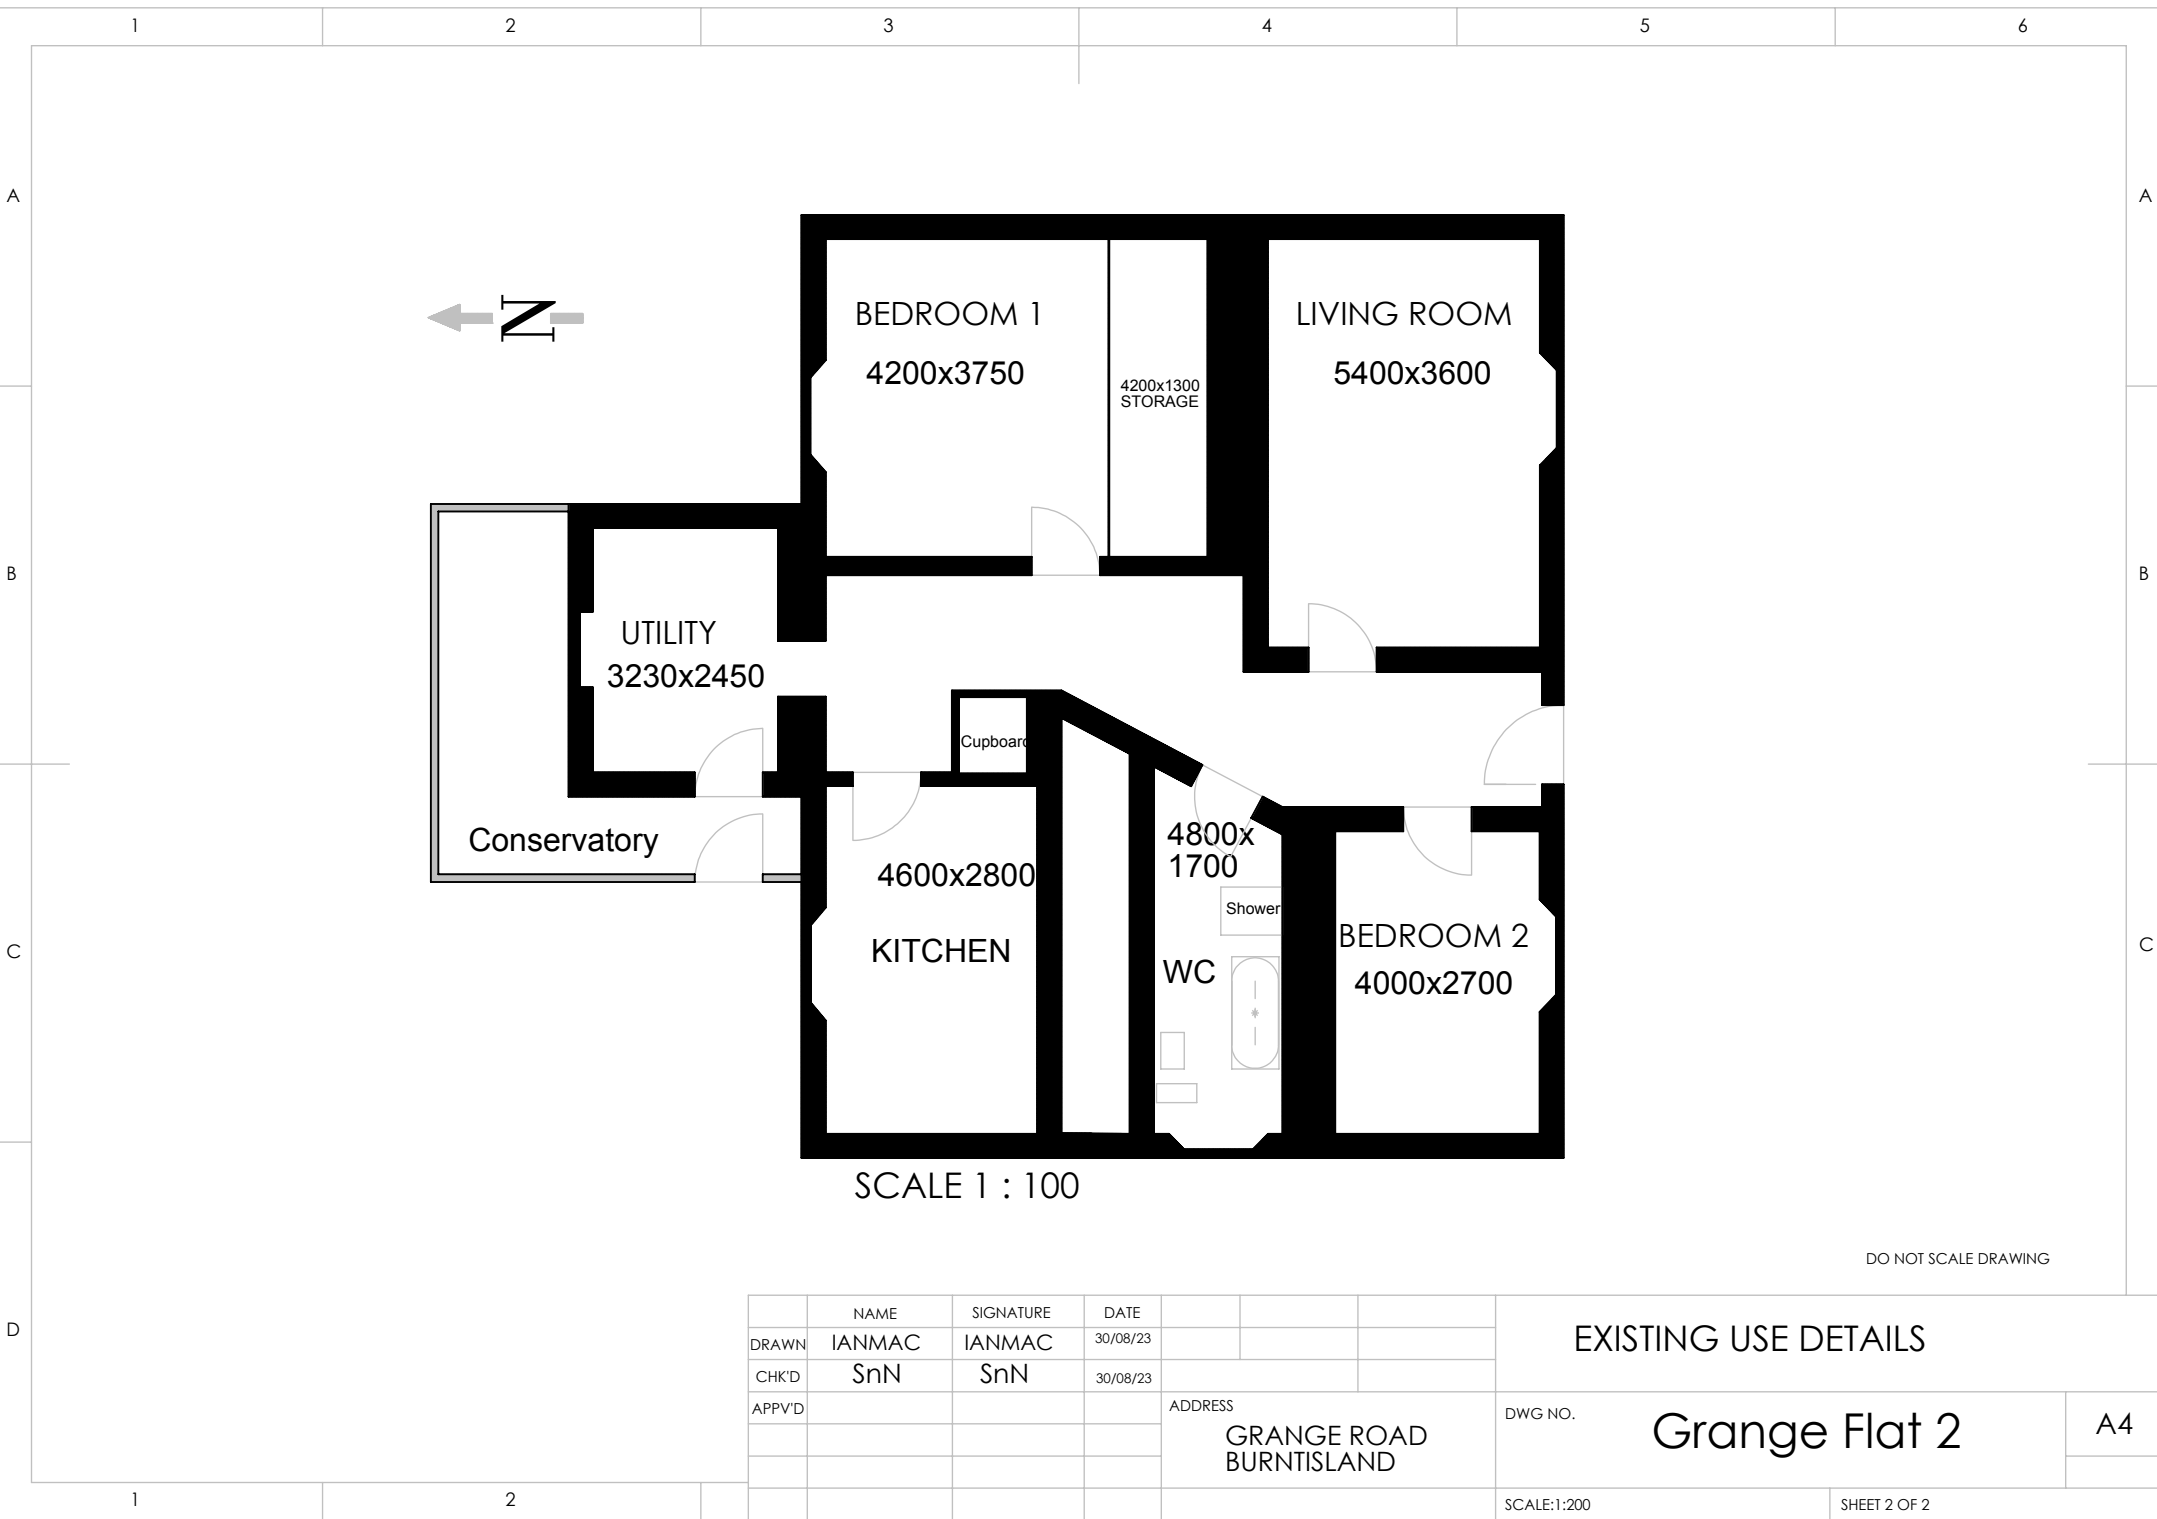 1 2 3 4 5 6
A A
N
BEDROOM 1
4200x3750
4200x1300
STORAGE
LIVING ROOM
5400x3600
B B
UTILITY
3230x2450
Cupboard
Conservatory
4600x2800
KITCHEN
4800x
1700
Shower
WC
BEDROOM 2
4000x2700
C C
SCALE 1 : 100
DO NOT SCALE DRAWING
D
NAME SIGNATURE DATE
DRAWN IANMAC IANMAC 30/08/23
CHK'D SnN SnN 30/08/23
APPV'D
EXISTING USE DETAILS
ADDRESS
GRANGE ROAD
BURNTISLAND
DWG NO.
Grange Flat 2
A4
SCALE:1:200
SHEET 2 OF 2
1 2